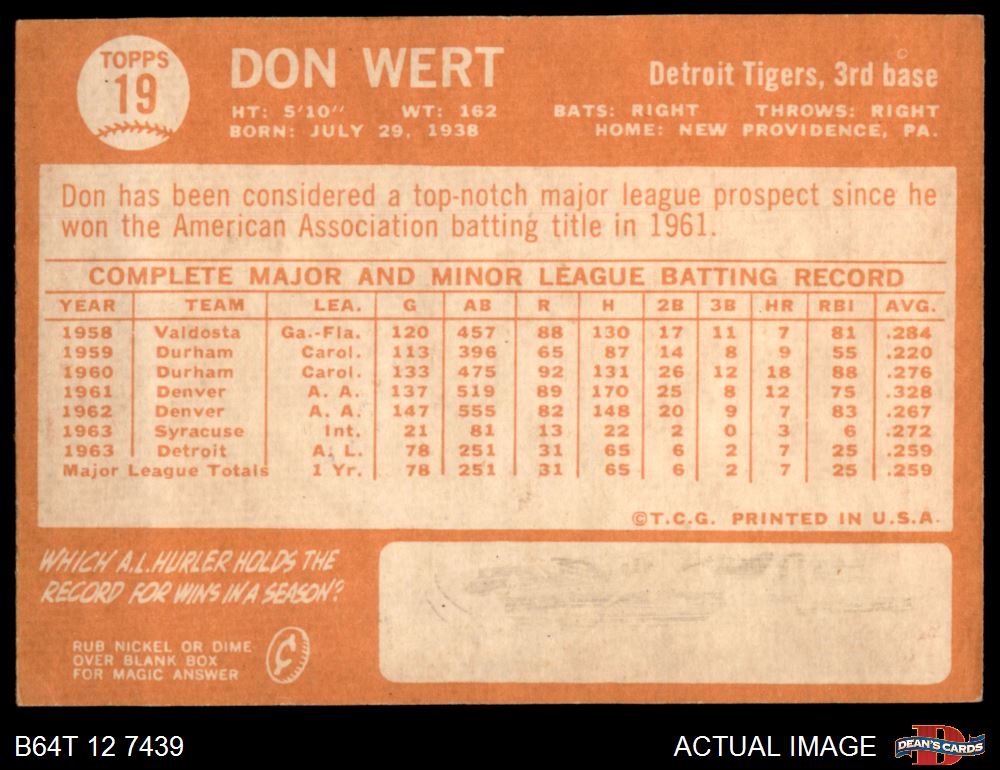 TOPPS
19
DON WERT
Detroit Tigers, 3rd base
HT: 5'10" WT: 162 BATS: RIGHT THROWS: RIGHT
BORN: JULY 29, 1938 HOME: NEW PROVIDENCE, PA.
Don has been considered a top-notch major league prospect since he
won the American Association batting title in 1961.
COMPLETE MAJOR AND MINOR LEAGUE BATTING RECORD
YEAR TEAM LEA. G AB R H 2B 3B HR RBI AVG.
1958 Valdosta Ga.-Fla. 120 457 88 130 17 11 7 81 .284
1959 Durham Carol. 113 396 65 87 14 8 9 55 .220
1960 Durham Carol. 133 475 92 131 26 12 18 88 .276
1961 Denver A. A. 137 519 89 170 25 8 12 75 .328
1962 Denver A. A. 147 555 82 148 20 9 7 83 .267
1963 Syracuse Int. 21 81 13 22 2 0 3 6 .272
1963 Detroit A. L. 78 251 31 65 6 2 7 25 .259
Major League Totals 1 Yr. 78 251 31 65 6 2 7 25 .259
©T.C.G. PRINTED IN U.S.A.
WHICH A.L. HURLER HOLDS THE
RECORD FOR WINS IN A SEASON?
RUB NICKEL OR DIME
OVER BLANK BOX
FOR MAGIC ANSWER
B64T 12 7439
ACTUAL IMAGE
DEAN'S CARDS